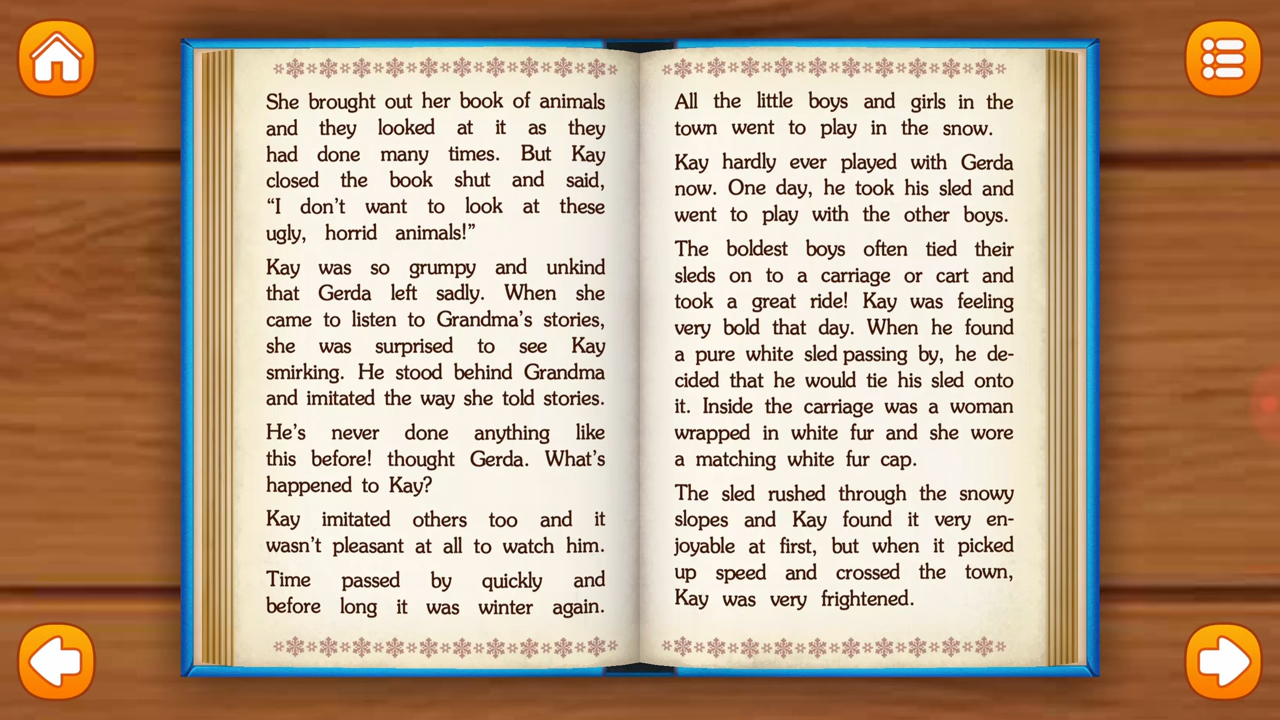 She brought out her book of animals
and they looked at it as they
had done many times. But Kay
closed the book shut and said,
“I don’t want to look at these
ugly, horrid animals!”
Kay was so grumpy and unkind
that Gerda left sadly. When she
came to listen to Grandma’s stories,
she was surprised to see Kay
smirking. He stood behind Grandma
and imitated the way she told stories.
He’s never done anything like
this before! thought Gerda. What’s
happened to Kay?
Kay imitated others too and it
wasn’t pleasant at all to watch him.
Time passed by quickly and
before long it was winter again.
All the little boys and girls in the
town went to play in the snow.
Kay hardly ever played with Gerda
now. One day, he took his sled and
went to play with the other boys.
The boldest boys often tied their
sleds on to a carriage or cart and
took a great ride! Kay was feeling
very bold that day. When he found
a pure white sled passing by, he de-
cided that he would tie his sled onto
it. Inside the carriage was a woman
wrapped in white fur and she wore
a matching white fur cap.
The sled rushed through the snowy
slopes and Kay found it very en-
joyable at first, but when it picked
up speed and crossed the town,
Kay was very frightened.